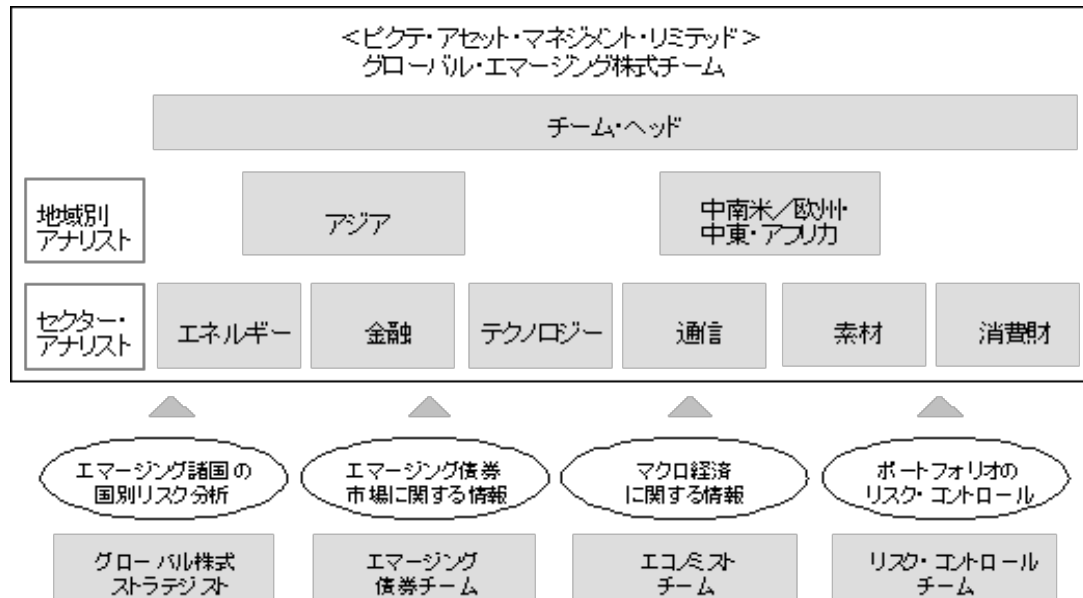 ＜ピクテ・アセット・マネジメント・リミテッド＞
グローバル・エマージング株式チーム
チーム・ヘッド
地域別
アナリスト
アジア
中南米／欧州・
中東・アフリカ
セクター・
アナリスト
エネルギー
金融
テクノロジー
通信
素材
消費財
エマージング諸国の
国別リスク分析
エマージング債券
市場に関する情報
マクロ経済
に関する情報
ポートフォリオの
リスク・コントロール
グローバル株式
ストラテジスト
エマージング
債券チーム
エコノミスト
チーム
リスク・コントロール
チーム